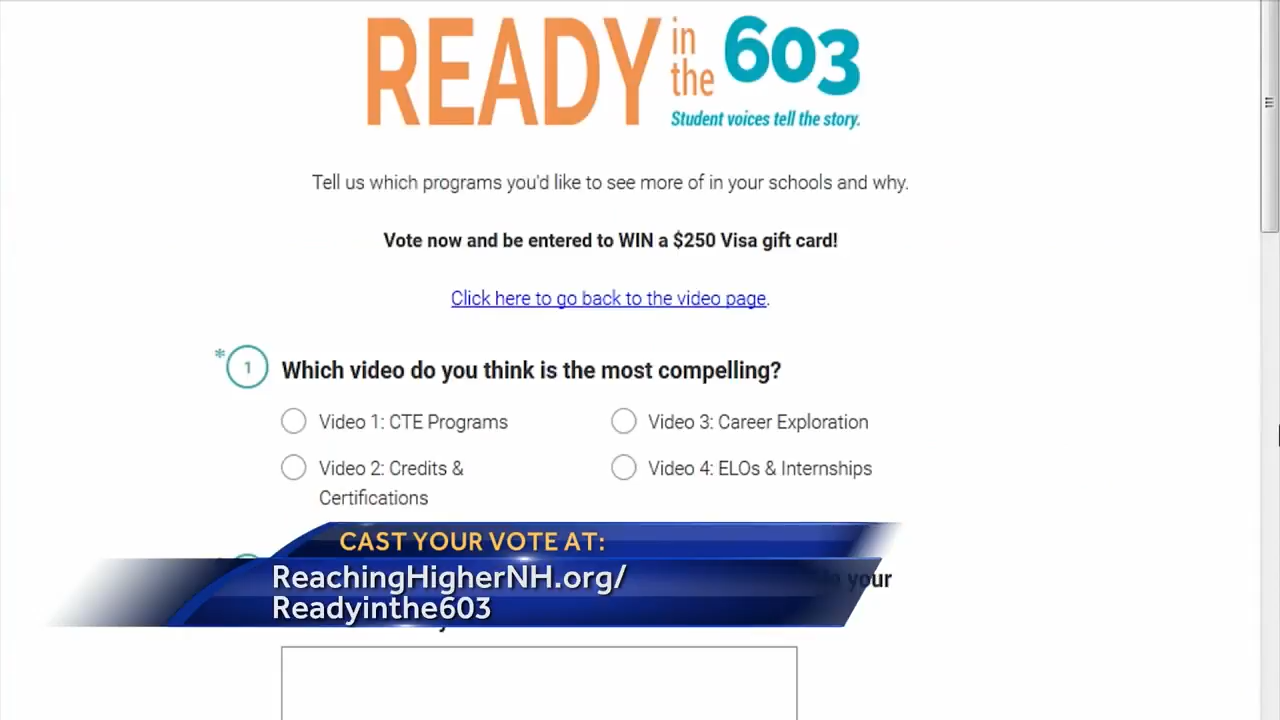 READY
in
the
603
Student voices tell the story.
Tell us which programs you'd like to see more of in your schools and why.
Vote now and be entered to WIN a $250 Visa gift card!
Click here to go back to the video page.
* 1 Which video do you think is the most compelling?
Video 1: CTE Programs
Video 3: Career Exploration
Video 2: Credits &
Certifications
Video 4: ELOs & Internships
CAST YOUR VOTE AT:
ReachingHigherNH.org/
Readyinthe603
your